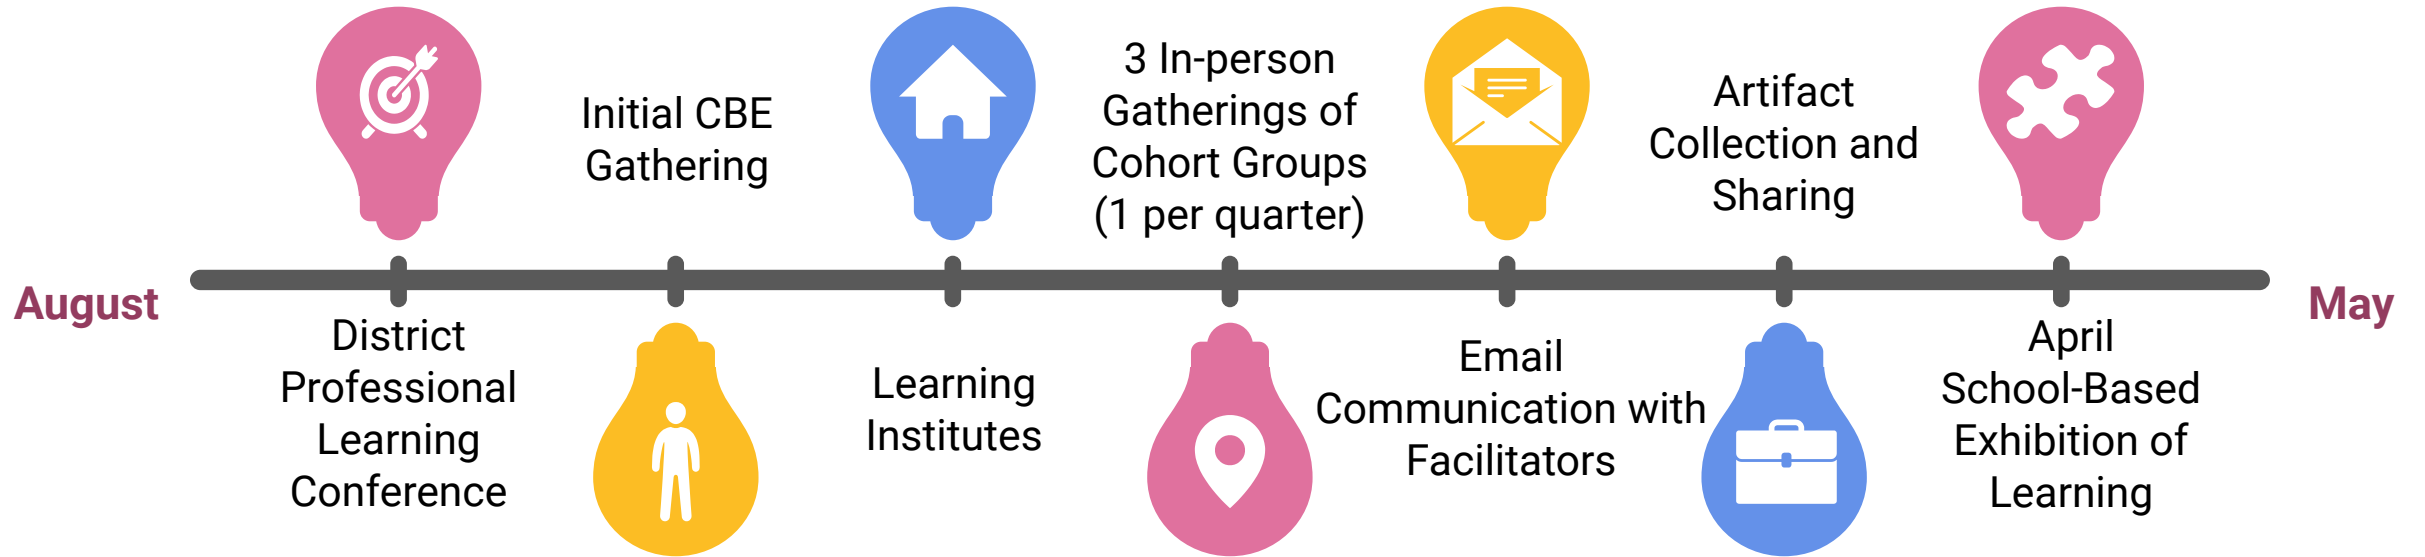 August
District
Professional
Learning
Conference
Initial CBE
Gathering
Learning
Institutes
3 In-person
Gatherings of
Cohort Groups
(1 per quarter)
Email
Communication with
Facilitators
Artifact
Collection and
Sharing
April
School-Based
Exhibition of
Learning
May